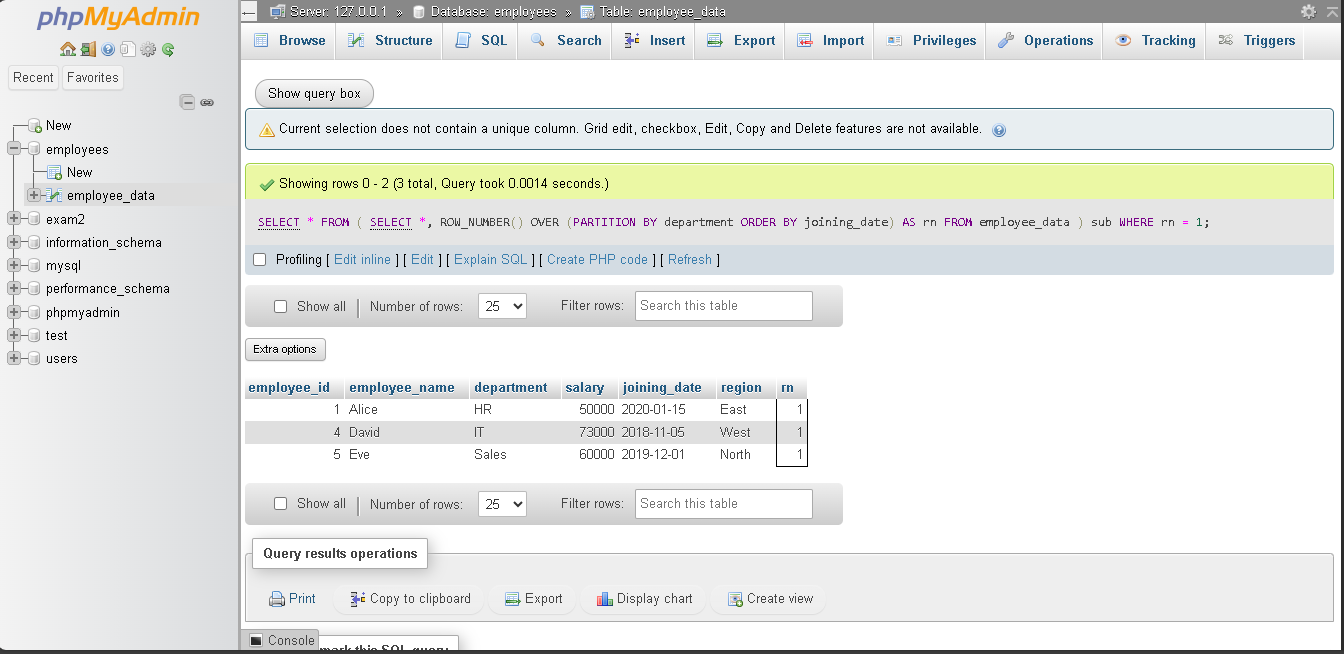 phpMyAdmin
Recent Favorites
New
employees
New
employee_data
exam2
information_schema
mysql
performance_schema
phpmyadmin
test
users
Server: 127.0.0.1 » Database: employees » Table: employee_data
Browse Structure SQL Search Insert Export Import Privileges Operations Tracking Triggers
Show query box
Current selection does not contain a unique column. Grid edit, checkbox, Edit, Copy and Delete features are not available.
Showing rows 0 - 2 (3 total, Query took 0.0014 seconds.)
SELECT * FROM ( SELECT *, ROW_NUMBER() OVER (PARTITION BY department ORDER BY joining_date) AS rn FROM employee_data ) sub WHERE rn = 1;
Profiling [ Edit inline ] [ Edit ] [ Explain SQL ] [ Create PHP code ] [ Refresh ]
Show all | Number of rows: 25 Filter rows: Search this table
Extra options
employee_id employee_name department salary joining_date region rn
1 Alice HR 50000 2020-01-15 East 1
4 David IT 73000 2018-11-05 West 1
5 Eve Sales 60000 2019-12-01 North 1
Show all | Number of rows: 25 Filter rows: Search this table
Query results operations
Print Copy to clipboard Export Display chart Create view
Console
mark this SQL query